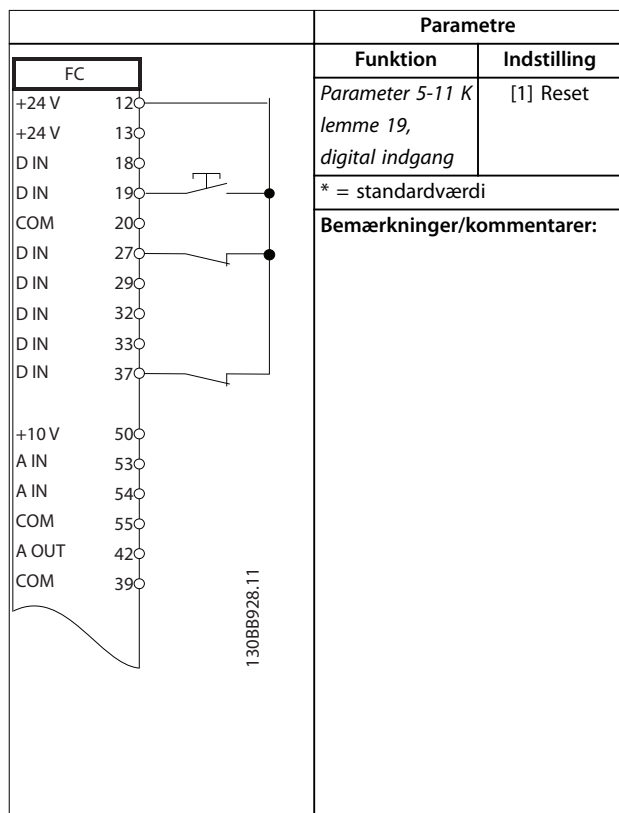 Parametre
Funktion Indstilling
Parameter 5-11 K
lemme 19,
digital indgang
[1] Reset
* = standardværdi
Bemærkninger/kommentarer:
FC
+24 V 12
+24 V 13
D IN 18
D IN 19
COM 20
D IN 27
D IN 29
D IN 32
D IN 33
D IN 37
+10 V 50
A IN 53
A IN 54
COM 55
A OUT 42
COM 39
130BB928.11